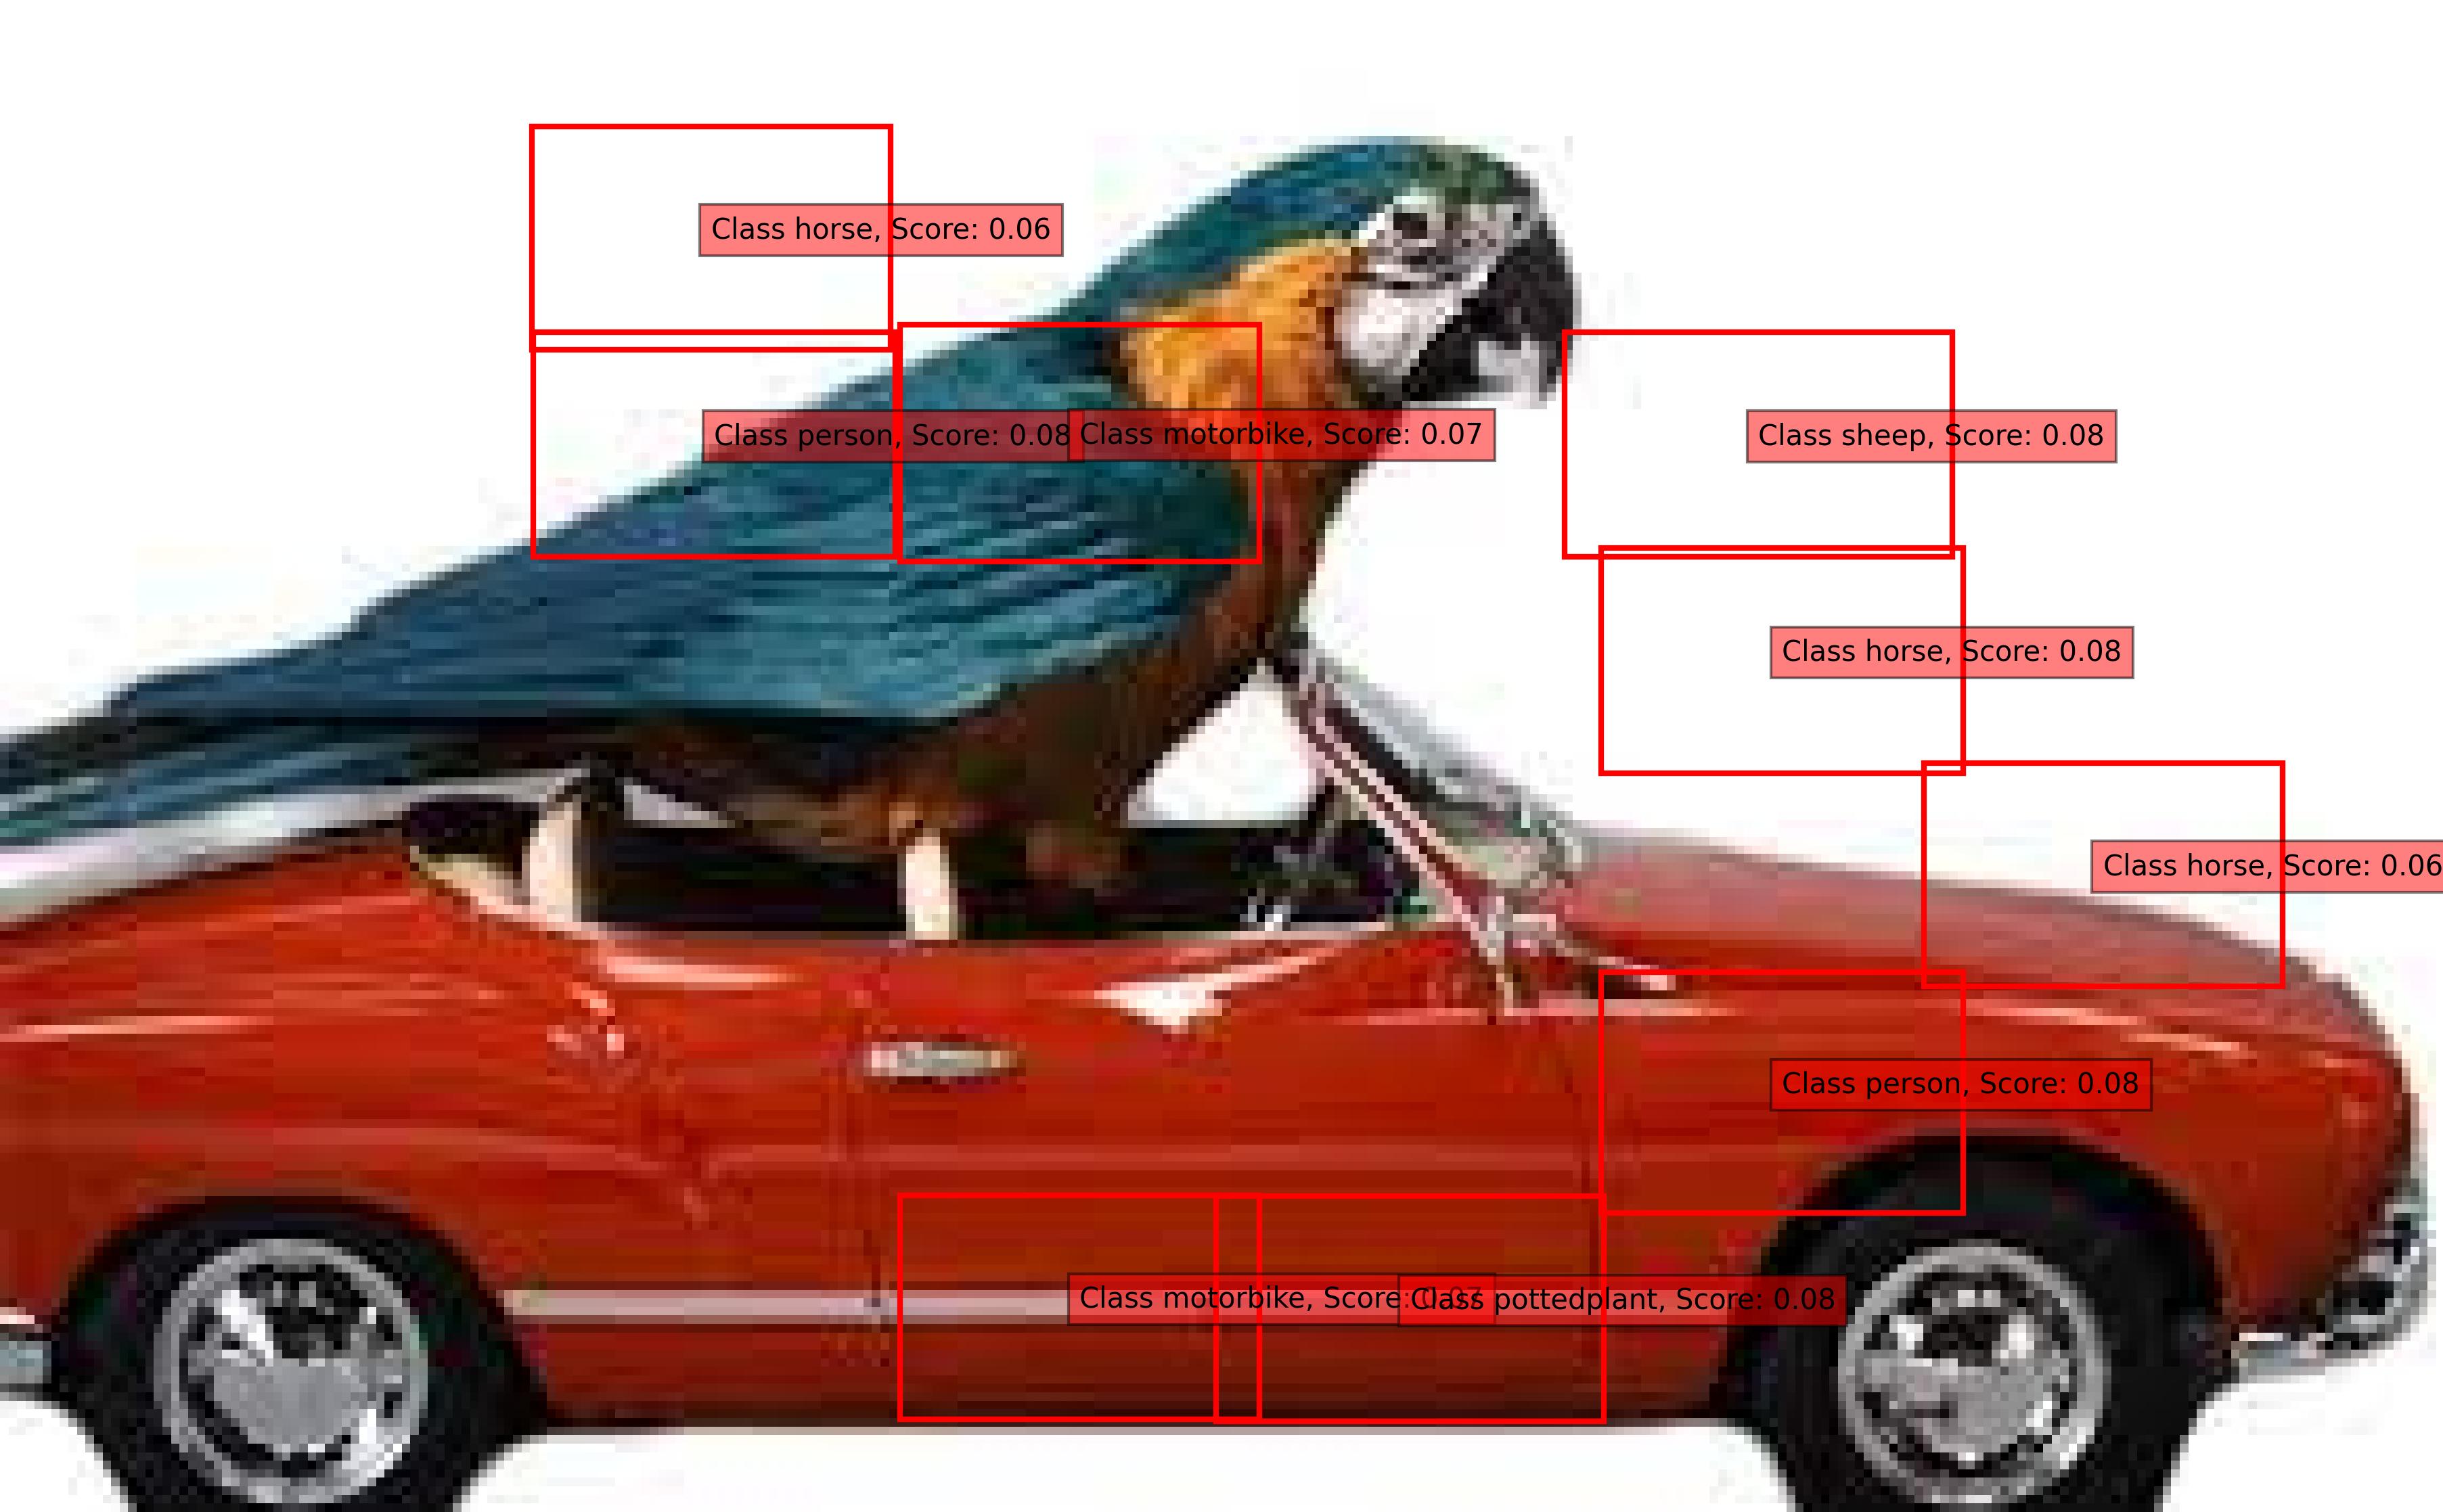 Class horse, Score: 0.06
Class person, Score: 0.08
Class motorbike, Score: 0.07
Class sheep, Score: 0.08
Class horse, Score: 0.08
Class horse, Score: 0.06
Class person, Score: 0.08
Class motorbike, Score: 0.07
Class pottedplant, Score: 0.08